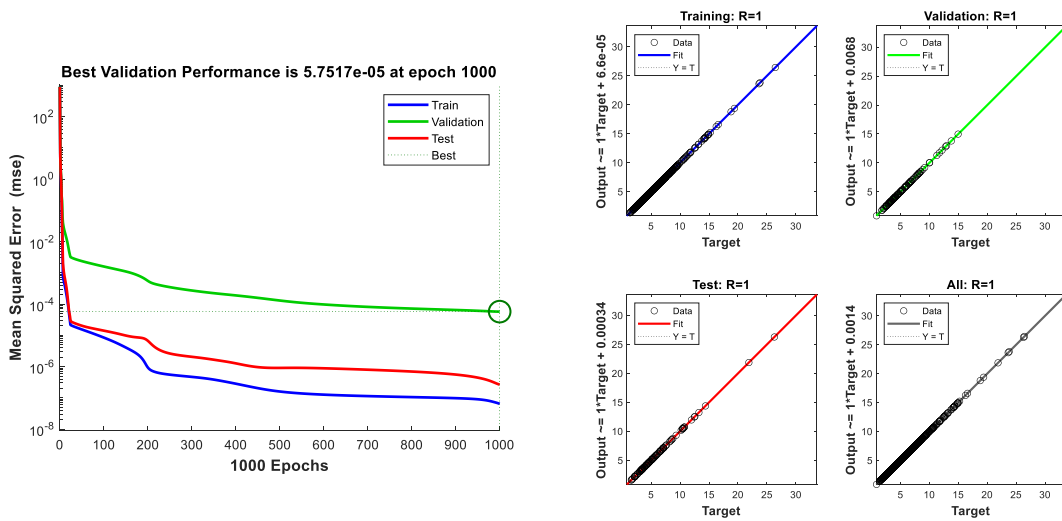 Best Validation Performance is 5.7517e-05 at epoch 1000
Mean Squared Error (mse)
10^2
10^0
10^-2
10^-4
10^-6
10^-8
Train
Validation
Test
Best
0 100 200 300 400 500 600 700 800 900 1000
1000 Epochs
Training: R=1
Output ~= 1*Target + 6.6e-05
30
25
20
15
10
5
Data
Fit
Y = T
5 10 15 20 25 30
Target
Validation: R=1
Output ~= 1*Target + 0.0068
30
25
20
15
10
5
Data
Fit
Y = T
5 10 15 20 25 30
Target
Test: R=1
Output ~= 1*Target + 0.00034
30
25
20
15
10
5
Data
Fit
Y = T
5 10 15 20 25 30
Target
All: R=1
Output ~= 1*Target + 0.0014
30
25
20
15
10
5
Data
Fit
Y = T
5 10 15 20 25 30
Target